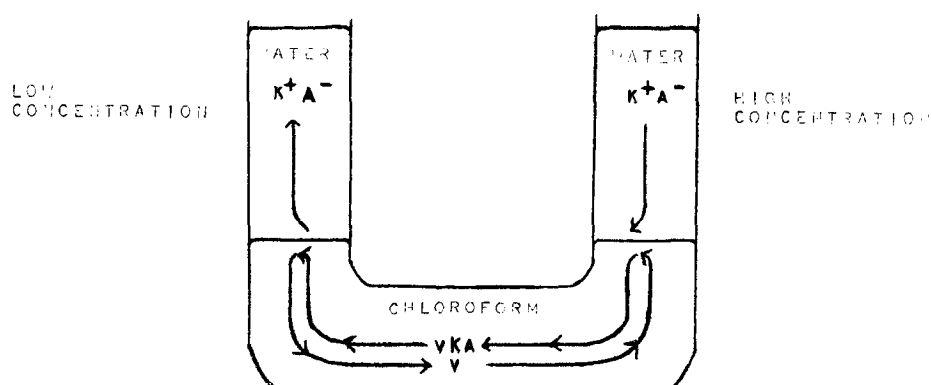 WATER
K⁺A⁻
LOW
CONCENTRATION
WATER
K⁺A⁻
HIGH
CONCENTRATION
CHLOROFORM
VKA
V